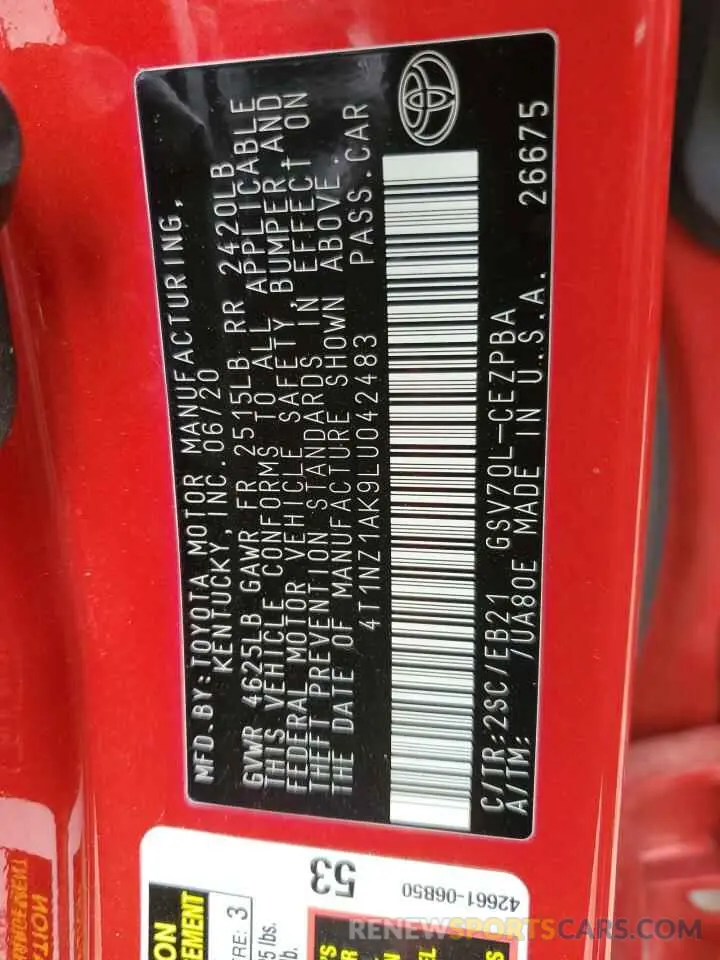 MFD.BY:TOYOTA MOTOR MANUFACTURING,
KENTUCKY, INC. 06/20
GVWR 4625LB GAWR FR 2515LB RR 2420LB
THIS VEHICLE CONFORMS TO ALL APPLICABLE
FEDERAL MOTOR VEHICLE SAFETY, BUMPER AND
THEFT PREVENTION STANDARDS IN EFFECT ON
THE DATE OF MANUFACTURE SHOWN ABOVE.
4T1NZ1AK9LU042483 PASS.CAR
C/TR:2SC/EB21 GSV70L-CEZPBA
A/TM: 7UA80E MADE IN U.S.A. 26675
53
42661-06B50
3
lbs.
lb.
RENEWSPORTSCARS.COM